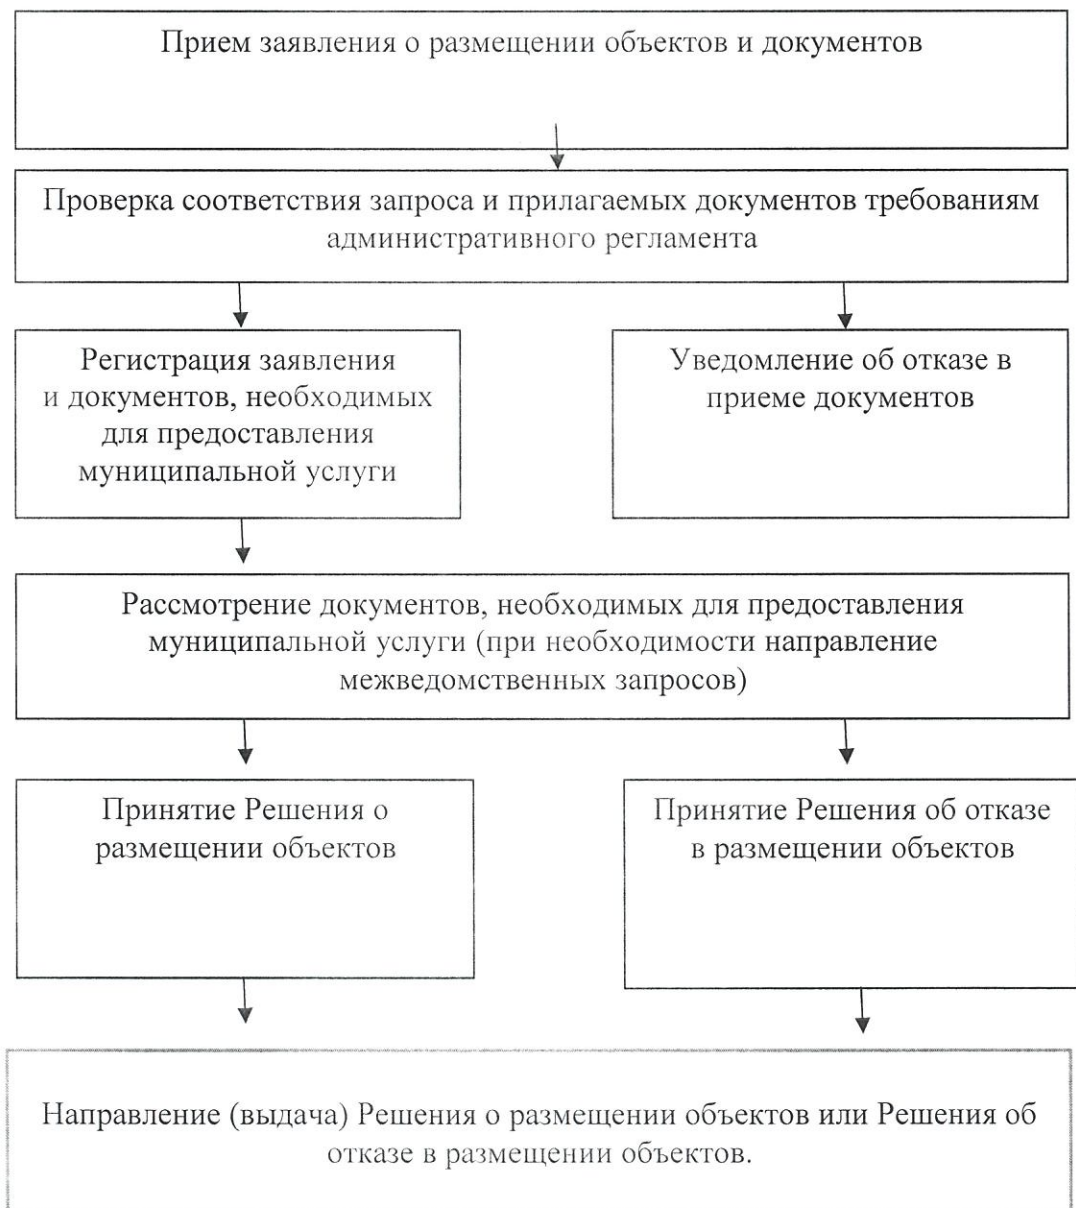 Прием заявления о размещении объектов и документов
Проверка соответствия запроса и прилагаемых документов требованиям
административного регламента
Регистрация заявления
и документов, необходимых
для предоставления
муниципальной услуги
Уведомление об отказе в
приеме документов
Рассмотрение документов, необходимых для предоставления
муниципальной услуги (при необходимости направление
межведомственных запросов)
Принятие Решения о
размещении объектов
Принятие Решения об отказе
в размещении объектов
Направление (выдача) Решения о размещении объектов или Решения об
отказе в размещении объектов.